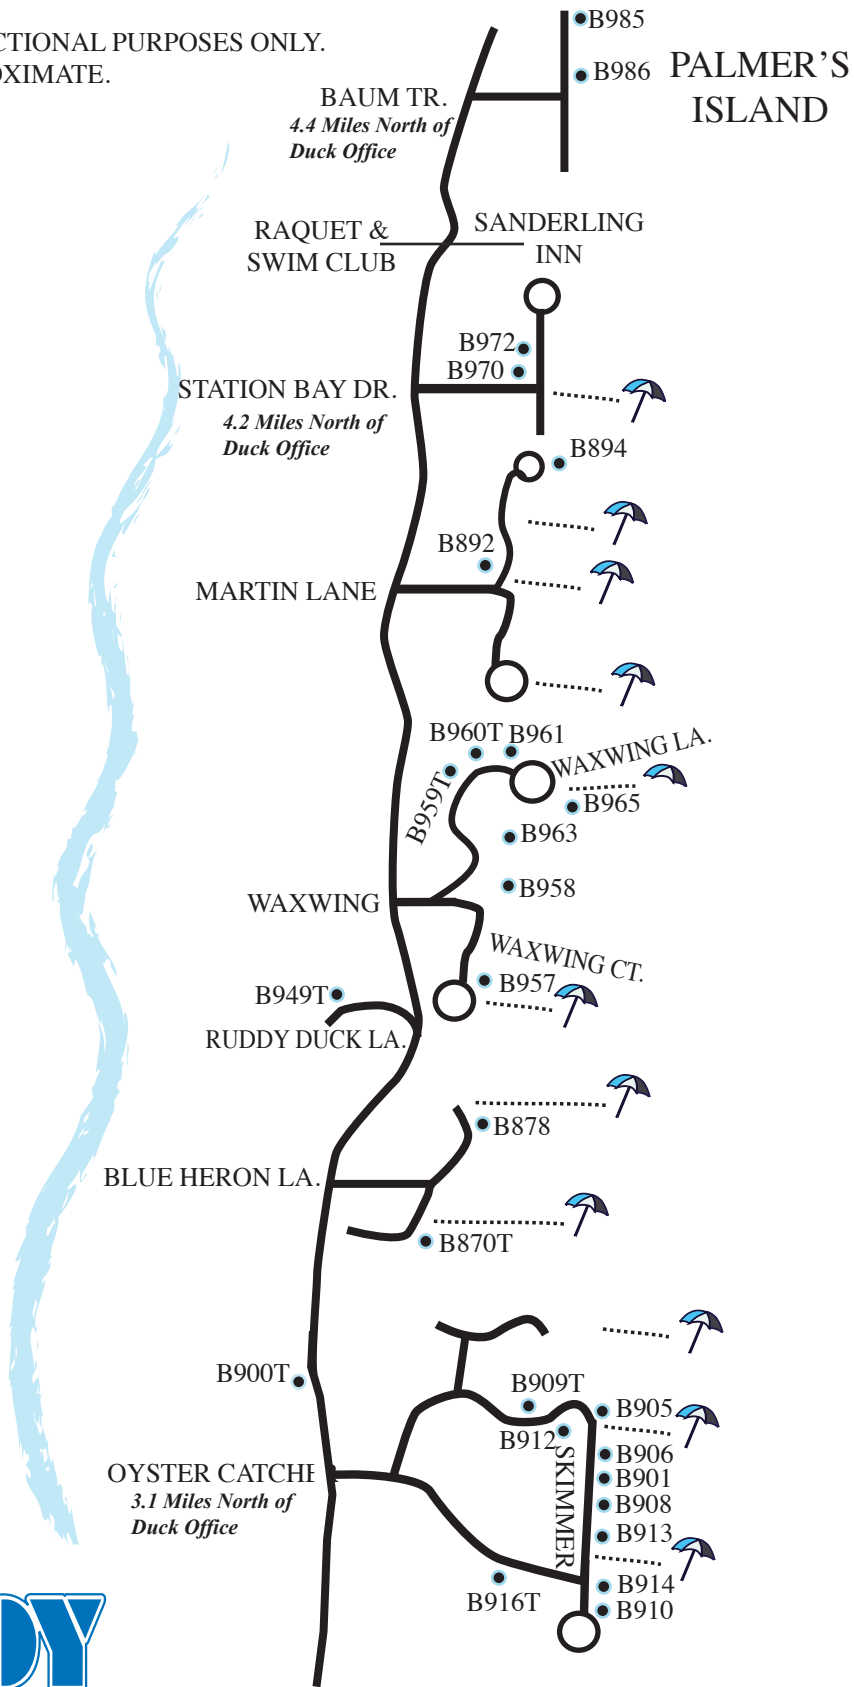 CTIONAL PURPOSES ONLY.
OXIMATE.
PALMER'S
ISLAND
B985
B986
BAUM TR.
4.4 Miles North of
Duck Office
RAQUET &
SWIM CLUB
SANDERLING
INN
B972
B970
STATION BAY DR.
4.2 Miles North of
Duck Office
B894
B892
MARTIN LANE
B960T
B961
WAXWING LA.
B959T
B965
B963
B958
WAXWING
WAXWING CT.
B957
B949T
RUDDY DUCK LA.
B878
BLUE HERON LA.
B870T
B900T
B909T
B905
B912
B906
SKIMMER
B901
OYSTER CATCHE
3.1 Miles North of
Duck Office
B908
B913
B914
B916T
B910
DY